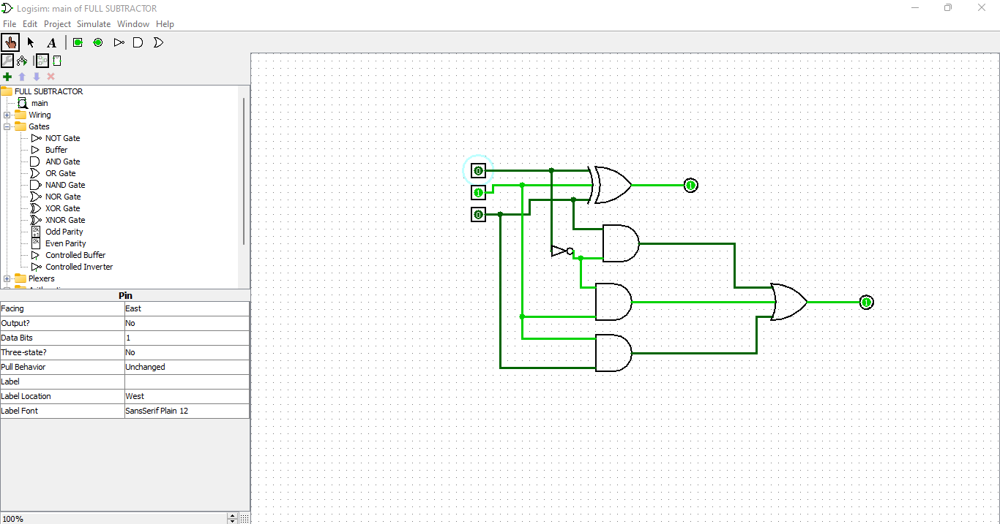 Logisim: main of FULL SUBTRACTOR
File Edit Project Simulate Window Help
A
FULL SUBTRACTOR
main
Wiring
Gates
NOT Gate
Buffer
AND Gate
OR Gate
NAND Gate
NOR Gate
XOR Gate
XNOR Gate
Odd Parity
Even Parity
Controlled Buffer
Controlled Inverter
Plexers
Pin
Facing East
Output? No
Data Bits 1
Three-state? No
Pull Behavior Unchanged
Label
Label Location West
Label Font SansSerif Plain 12
100%
0
1
0
1
1